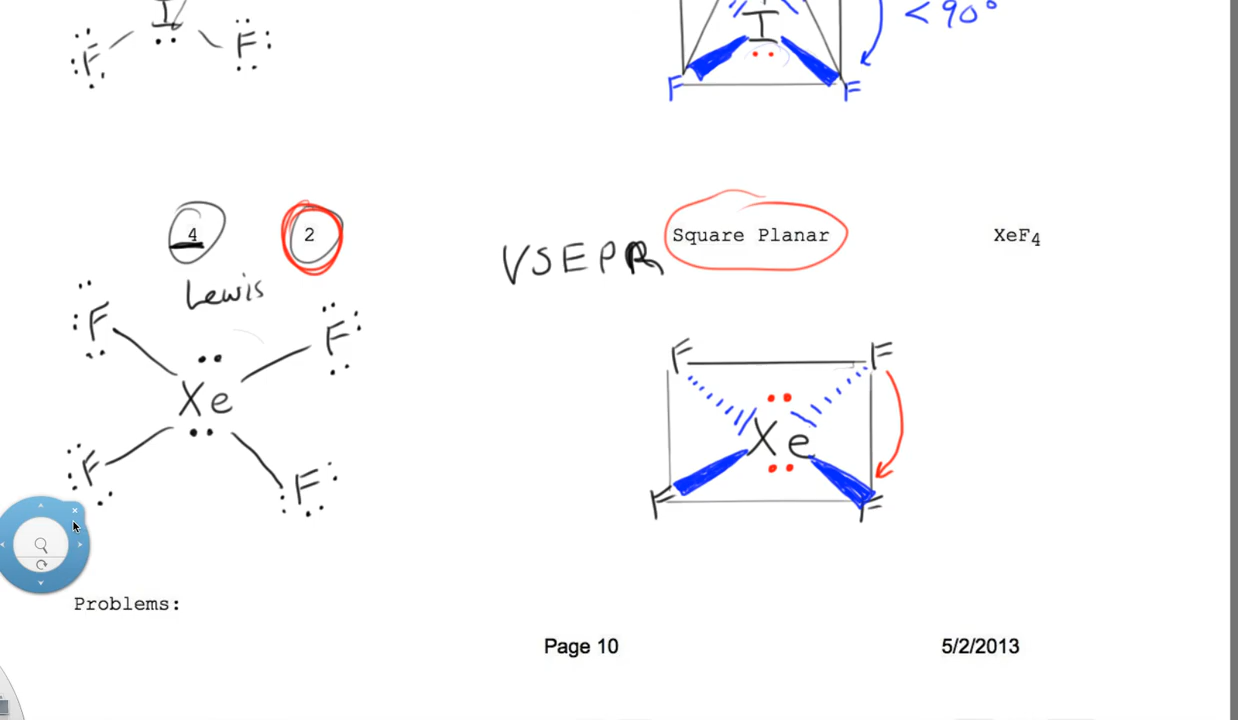 I
< 90°
F F
I
F F
4 2 Square Planar XeF4
VSEPR
Lewis
F F
Xe
F F
F F
Xe
F F
Problems:
Page 10 5/2/2013